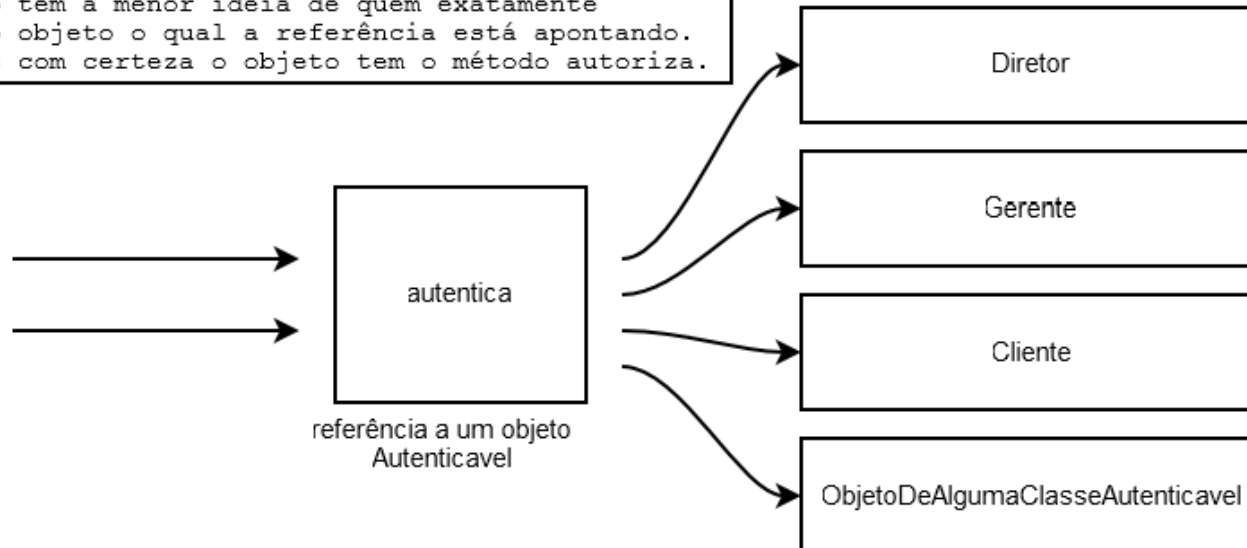 tem a menor ideia de quem exatamente
objeto o qual a referência está apontando.
com certeza o objeto tem o método autoriza.
Diretor
Gerente
autentica
Cliente
referência a um objeto
Autenticavel
ObjetoDeAlgumaClasseAutenticavel